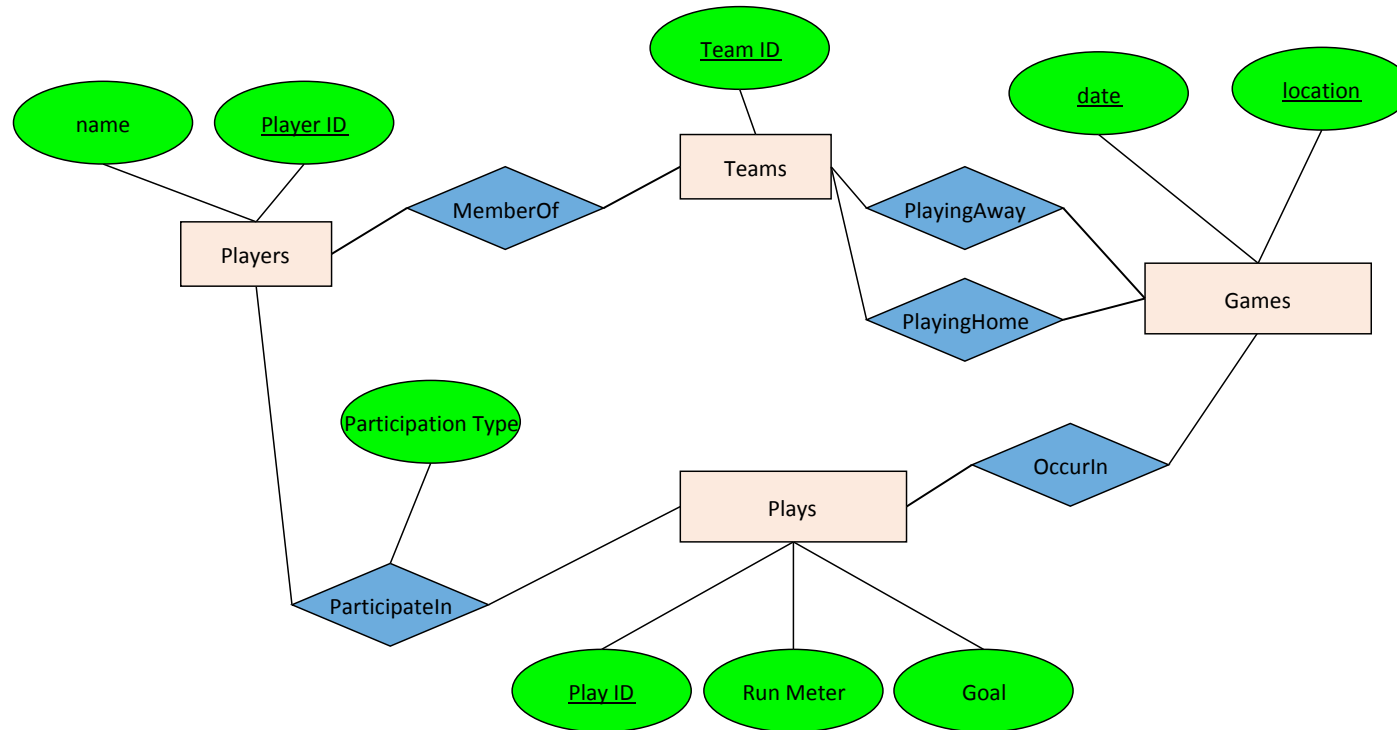 Team ID
date
location
name
Player ID
Teams
MemberOf
PlayingAway
Players
Games
PlayingHome
Participation Type
OccurIn
Plays
ParticipateIn
Play ID
Run Meter
Goal